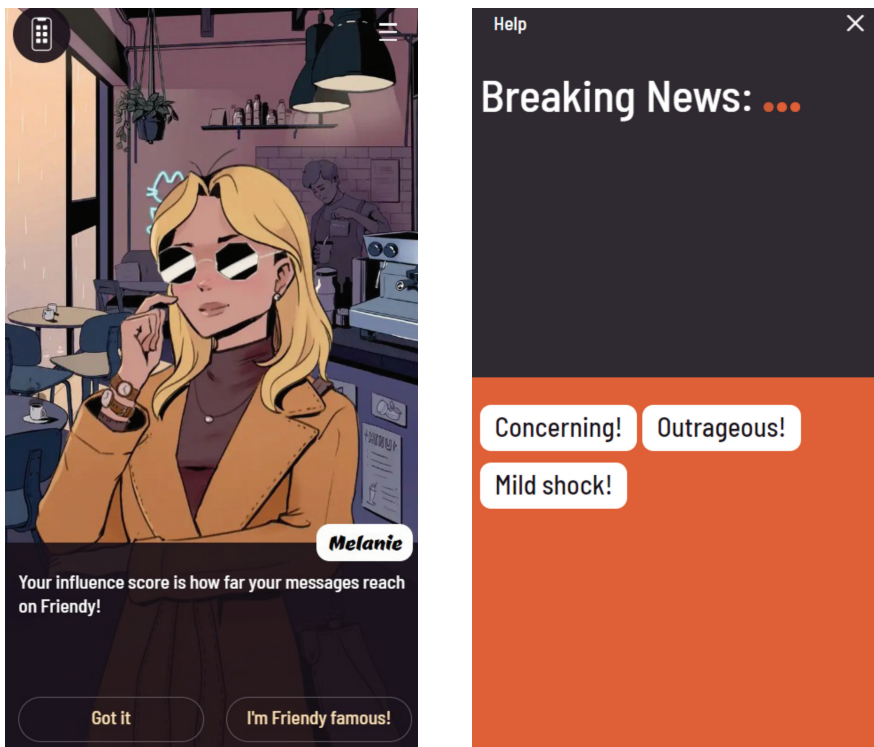 Melanie
Your influence score is how far your messages reach
on Friendy!
Got it
I'm Friendy famous!
Help
Breaking News: ...
Concerning!
Outrageous!
Mild shock!